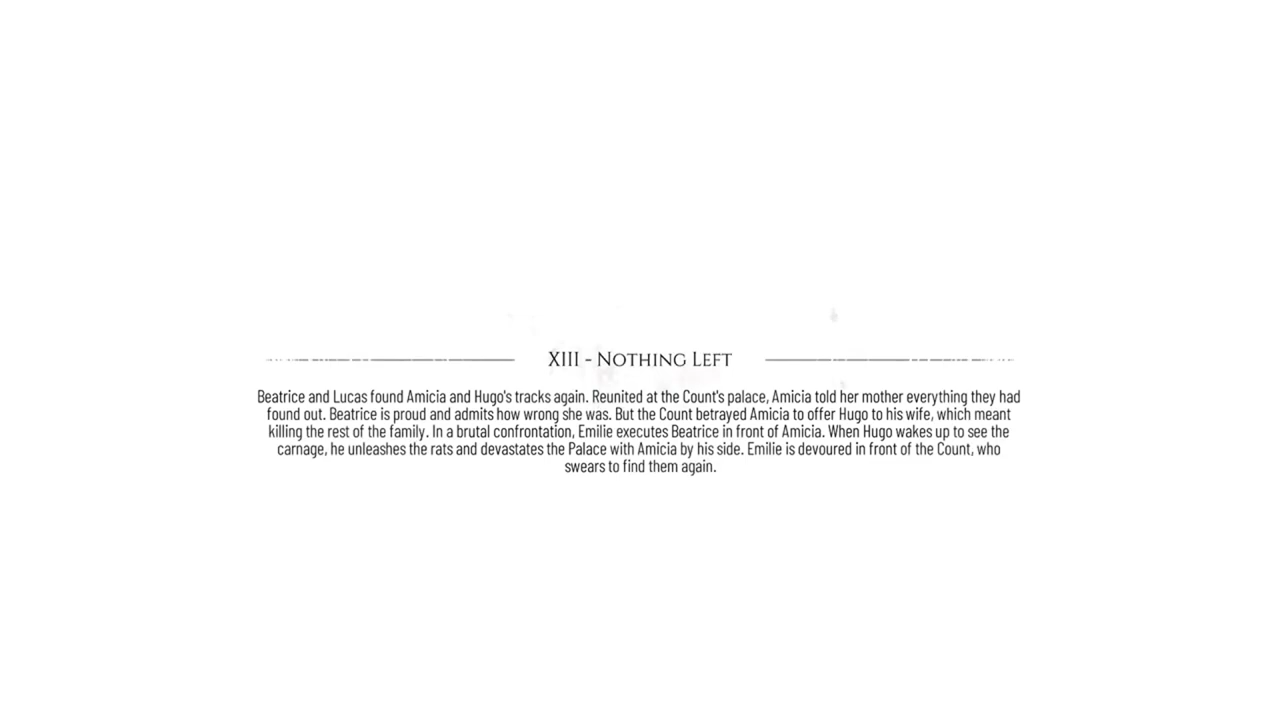 XIII - Nothing Left
Beatrice and Lucas found Amicia and Hugo's tracks again. Reunited at the Count's palace, Amicia told her mother everything they had
found out. Beatrice is proud and admits how wrong she was. But the Count betrayed Amicia to offer Hugo to his wife, which meant
killing the rest of the family. In a brutal confrontation, Emilie executes Beatrice in front of Amicia. When Hugo wakes up to see the
carnage, he unleashes the rats and devastates the Palace with Amicia by his side. Emilie is devoured in front of the Count, who
swears to find them again.